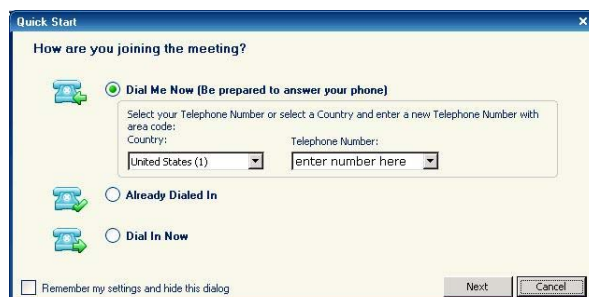 Quick Start
How are you joining the meeting?
Dial Me Now (Be prepared to answer your phone)
Select your Telephone Number or select a Country and enter a new Telephone Number with
area code:
Country: Telephone Number:
United States (1) enter number here
Already Dialed In
Dial In Now
Remember my settings and hide this dialog Next Cancel